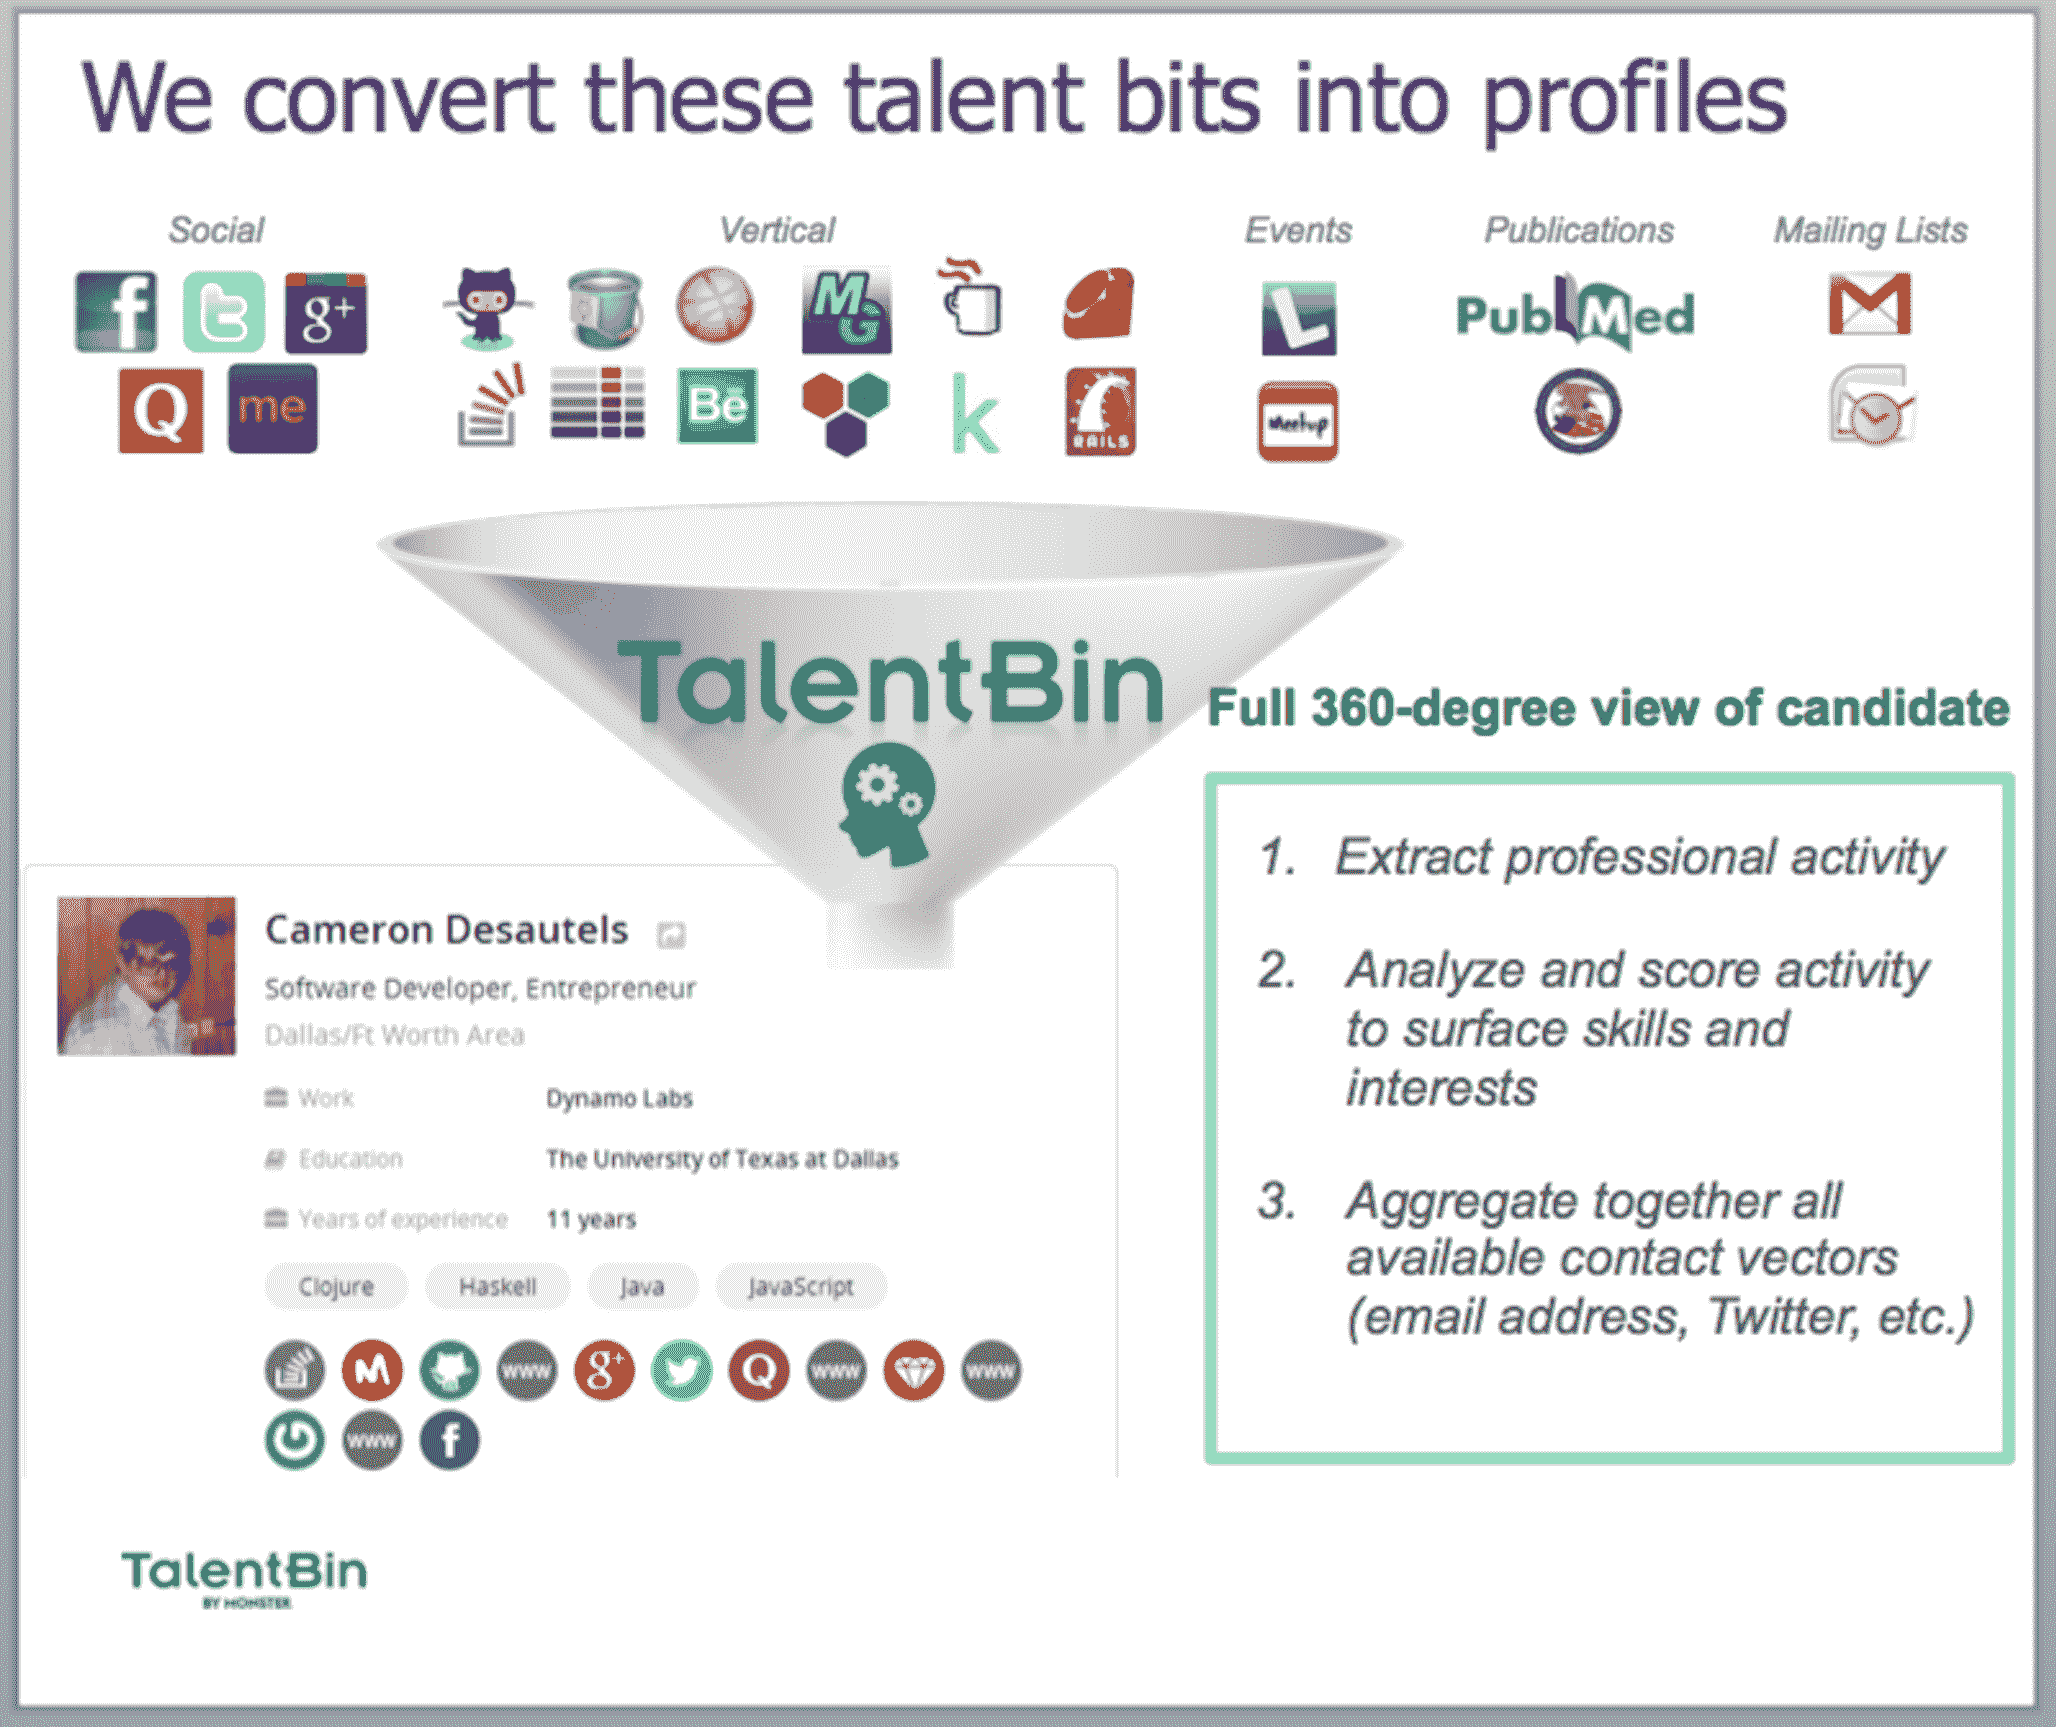 We convert these talent bits into profiles
Social
Vertical
Events
Publications
Mailing Lists
f
t
g+
MG
L
PubMed
Q
me
Bē
k
RAILS
Meetup
TalentBin
Full 360-degree view of candidate
1. Extract professional activity
2. Analyze and score activity
to surface skills and
interests
3. Aggregate together all
available contact vectors
(email address, Twitter, etc.)
Cameron Desautels
Software Developer, Entrepreneur
Dallas/Ft Worth Area
Work Dynamo Labs
Education The University of Texas at Dallas
Years of experience 11 years
Clojure Haskell Java JavaScript
M www g+ Q www www
www f
TalentBin
BY MONSTER